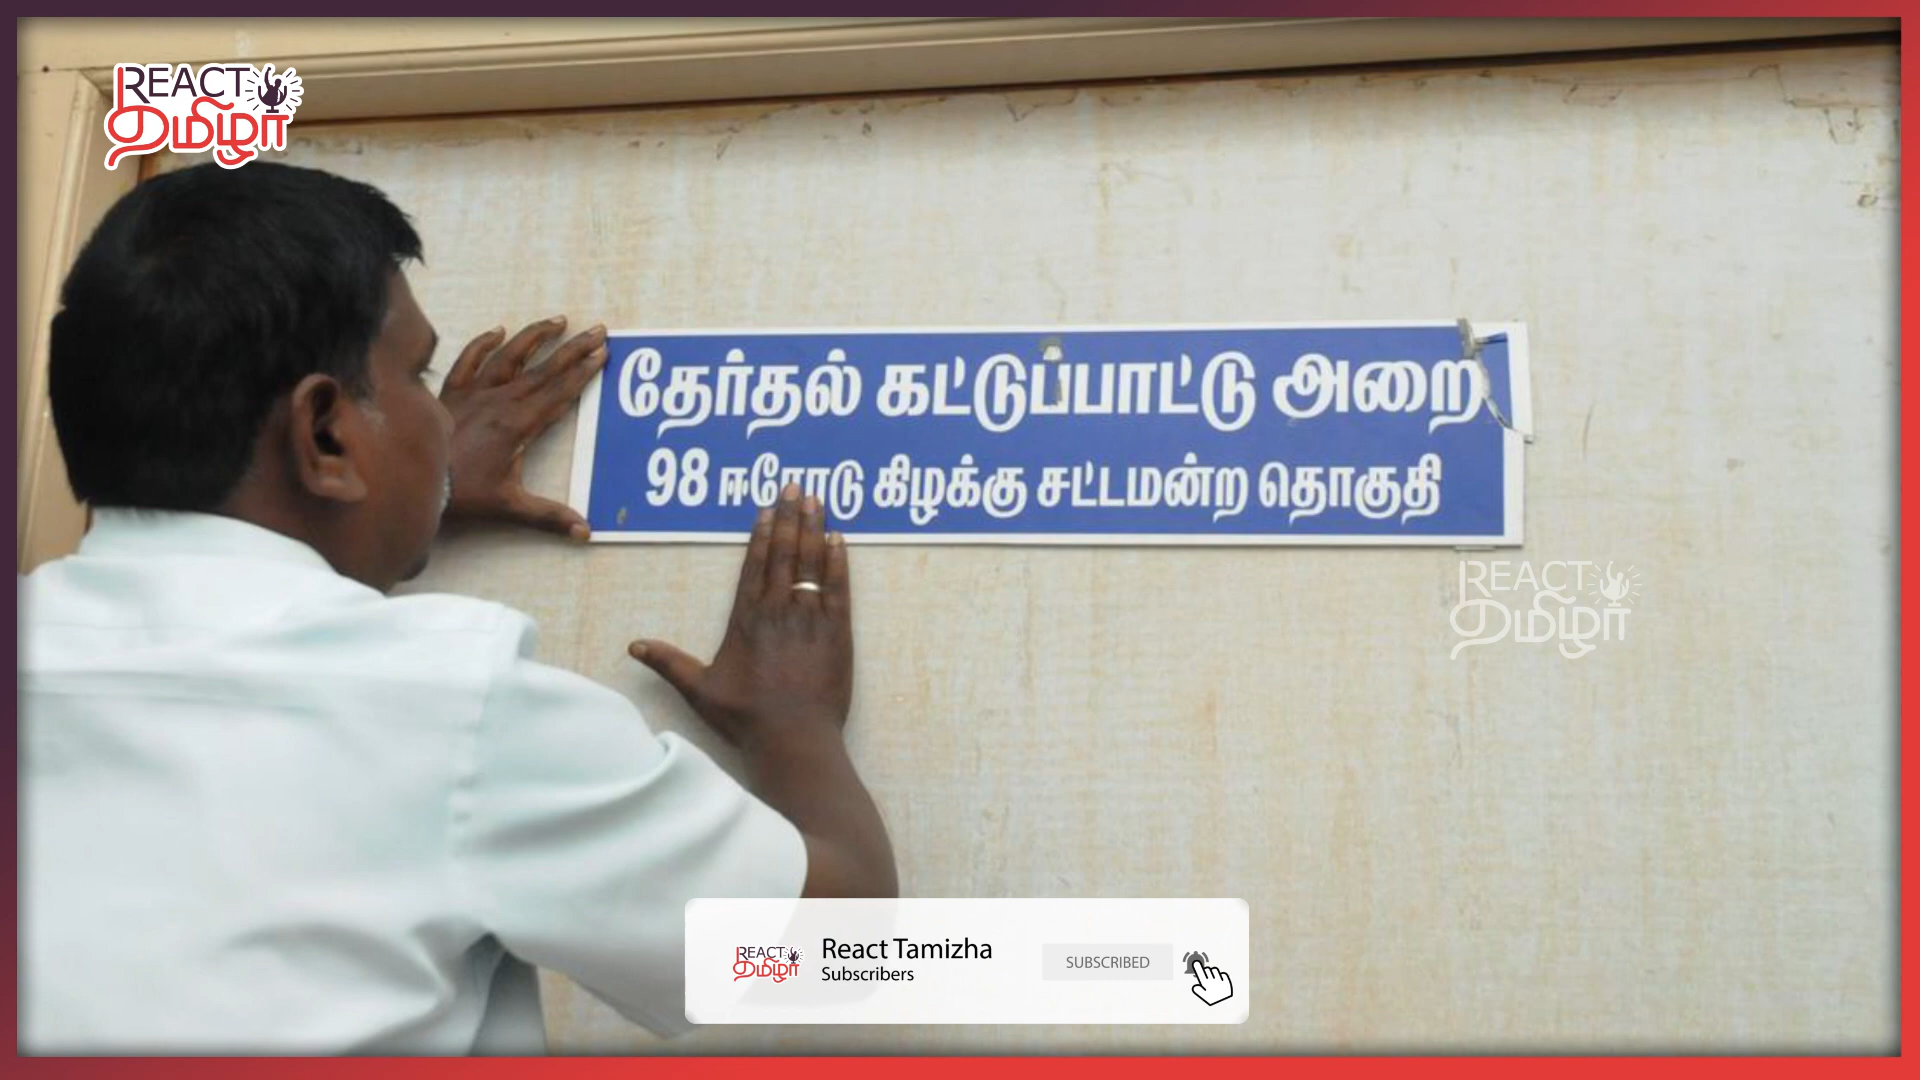 REACT
தமிழா
தேர்தல் கட்டுப்பாட்டு அறை
98 ஈரோடு கிழக்கு சட்டமன்ற தொகுதி
REACT
தமிழா
REACT
தமிழா
React Tamizha
Subscribers
SUBSCRIBED